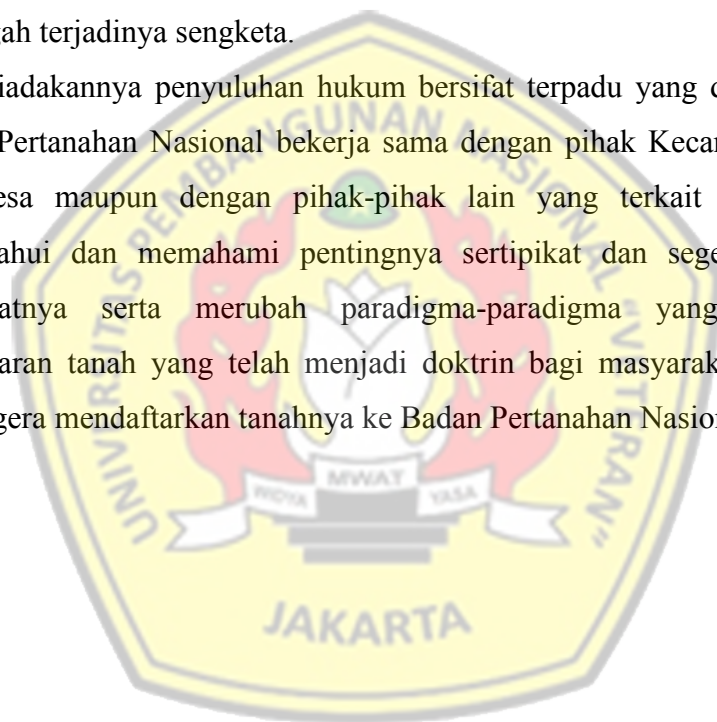 gah terjadinya sengketa.
iadakannya penyuluhan hukum bersifat terpadu yang
Pertanahan Nasional bekerja sama dengan pihak Kecan
esa maupun dengan pihak-pihak lain yang terkait
ahui dan memahami pentingnya sertipikat dan sege
atnya serta merubah paradigma-paradigma yang
aran tanah yang telah menjadi doktrin bagi masyarak
gera mendaftarkan tanahnya ke Badan Pertanahan Nasion
UNIVERSITAS PEMBANGUNAN NASIONAL "VETERAN"
WIDYA MWAT YASA
JAKARTA